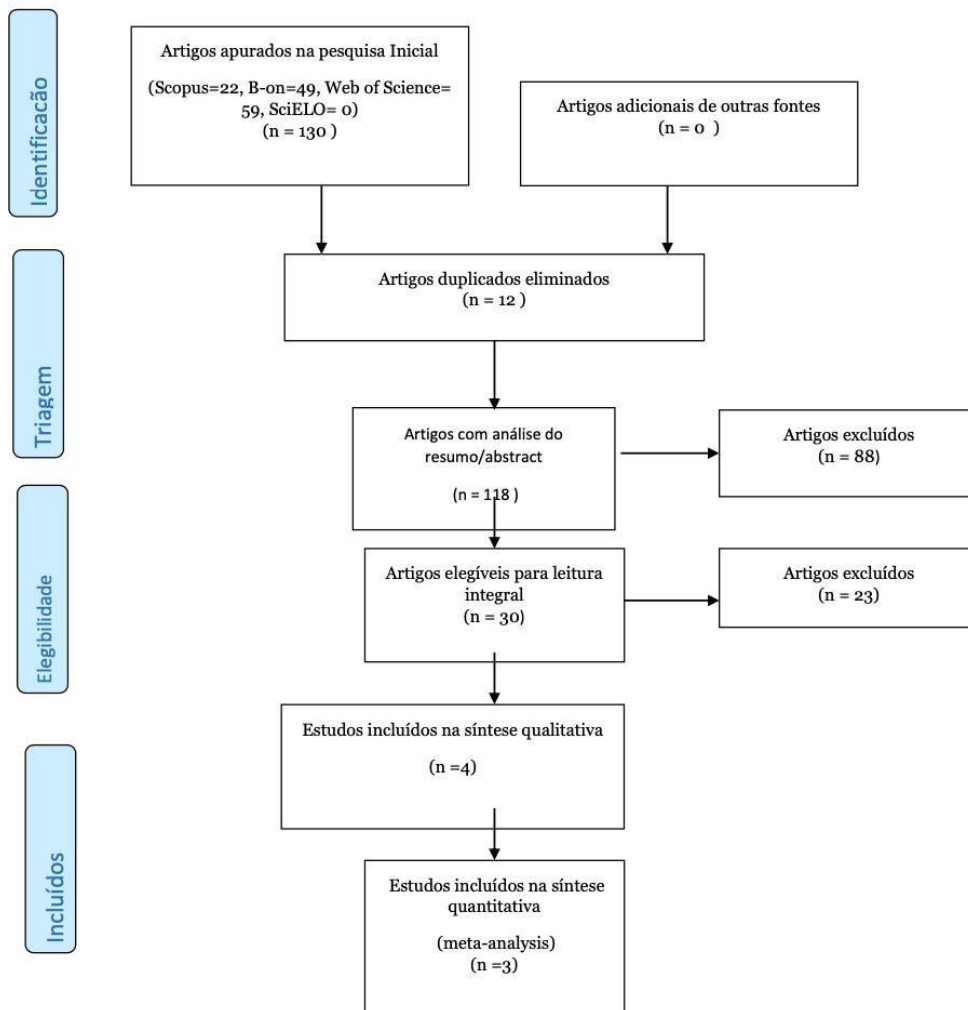 Identificação
Artigos apurados na pesquisa Inicial
(Scopus=22, B-on=49, Web of Science=
59, SciELO= 0)
(n = 130 )
Artigos adicionais de outras fontes
(n = 0 )
Triagem
Artigos duplicados eliminados
(n = 12 )
Artigos com análise do
resumo/abstract
(n = 118 )
Artigos excluídos
(n = 88)
Elegibilidade
Artigos elegíveis para leitura
integral
(n = 30)
Artigos excluídos
(n = 23)
Estudos incluídos na síntese qualitativa
(n =4)
Incluídos
Estudos incluídos na síntese
quantitativa
(meta-analysis)
(n =3)